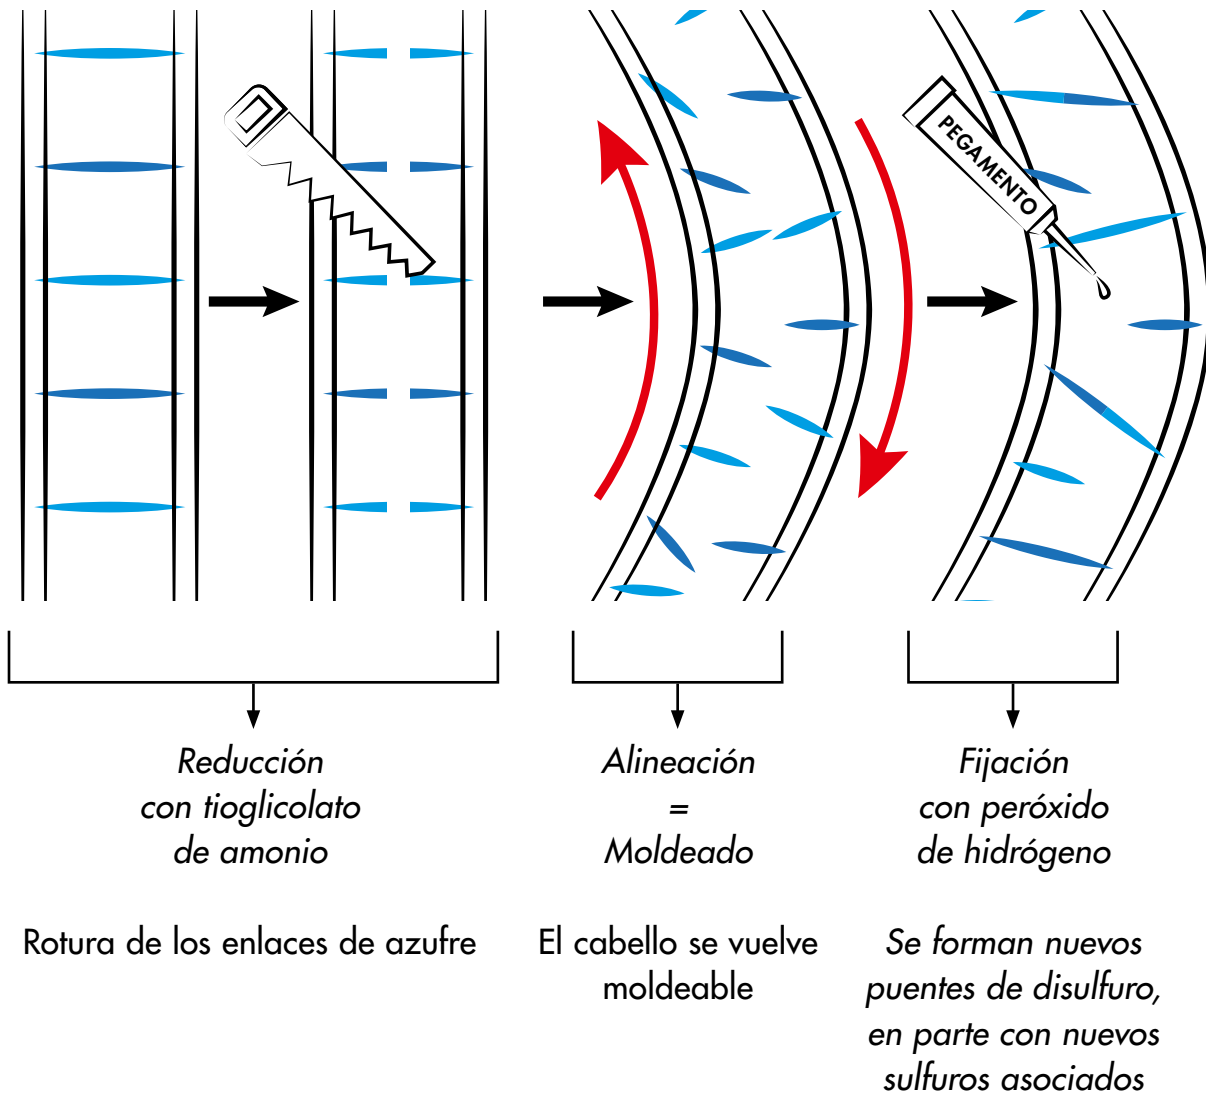 PEGAMENTO
Reducción
con tioglicolato
de amonio
Rotura de los enlaces de azufre
Alineación
=
Moldeado
El cabello se vuelve
moldeable
Fijación
con peróxido
de hidrógeno
Se forman nuevos
puentes de disulfuro,
en parte con nuevos
sulfuros asociados